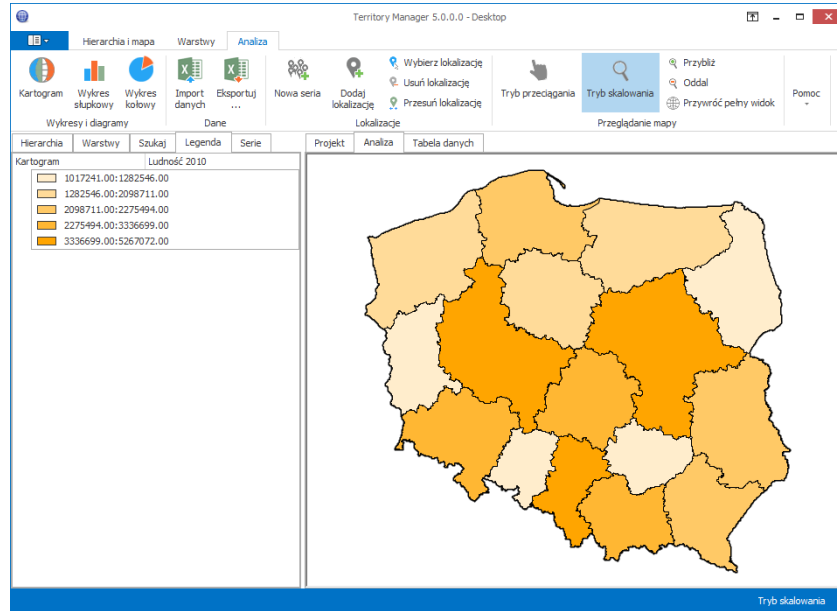 Territory Manager 5.0.0.0 - Desktop
Hierarchia i mapa Warstwy Analiza
Kartogram
Wykres słupkowy
Wykres kołowy
Wykresy i diagramy
Import danych
Eksportuj ...
Dane
Nowa seria
Dodaj lokalizację
Wybierz lokalizację
Usuń lokalizację
Przesuń lokalizację
Lokalizacje
Tryb przeciągania
Tryb skalowania
Przybliż
Oddal
Przywróć pełny widok
Przeglądanie mapy
Pomoc
Hierarchia Warstwy Szukaj Legenda Serie
Projekt Analiza Tabela danych
Kartogram Ludność 2010
1017241.00:1282546.00
1282546.00:2098711.00
2098711.00:2275494.00
2275494.00:3336699.00
3336699.00:5267072.00
Tryb skalowania